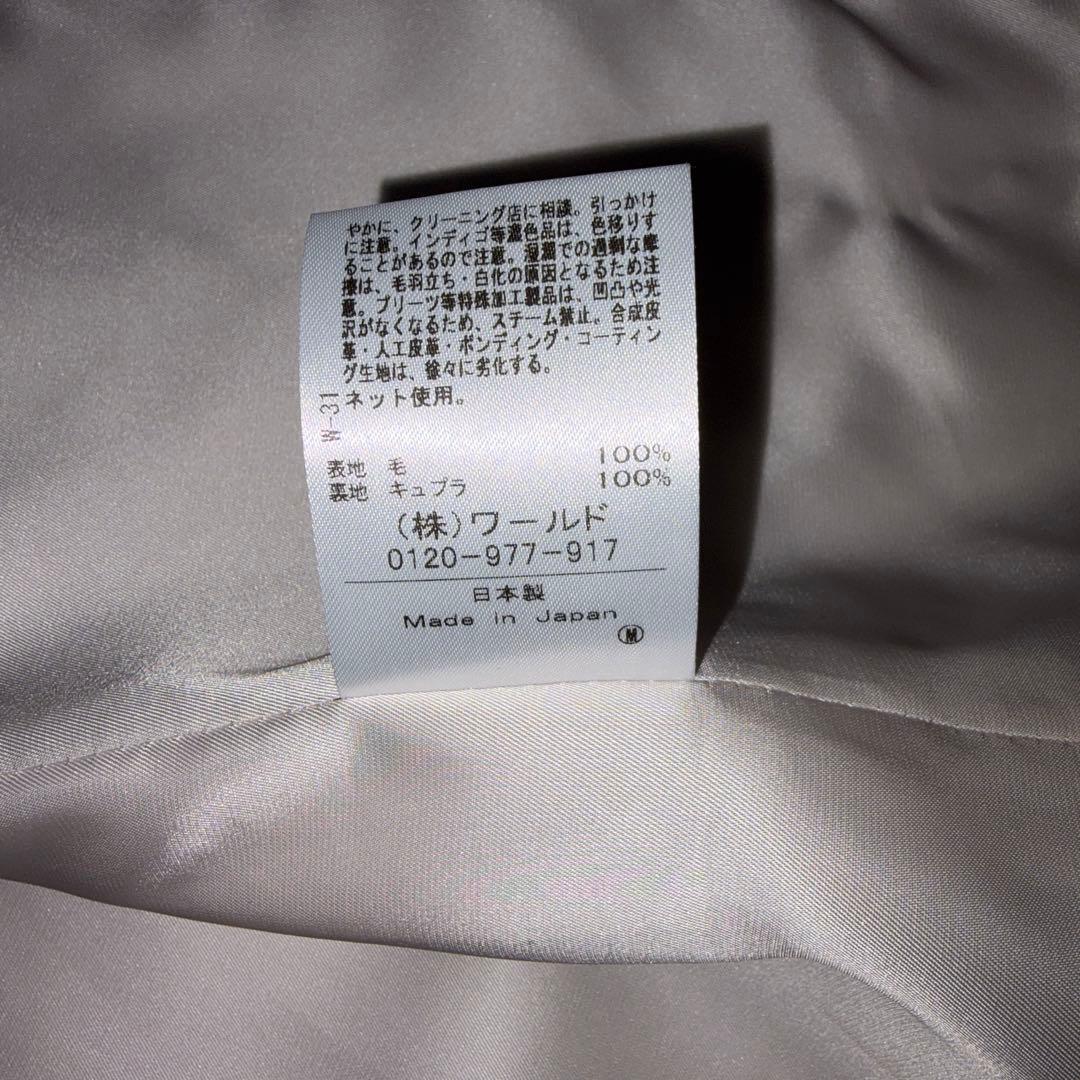 やかに、クリーニング店に相談。引っかけ
に注意。インディゴ等濃色品は、色移りす
ることがあるので注意。湿潤での過剰な摩
擦は、毛羽立ち・白化の原因となるため注
意。プリーツ等特殊加工製品は、凹凸や光
沢がなくなるため、スチーム禁止。合成皮
革・人工皮革・ボンディング・コーティン
グ生地は、徐々に劣化する。
ネット使用。
W-31
表地 毛 100%
裏地 キュプラ 100%
(株)ワールド
0120-977-917
日本製
Made in Japan
M